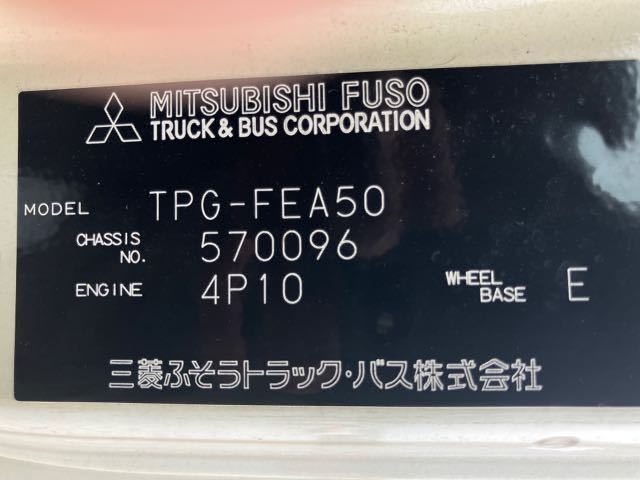 MITSUBISHI FUSO
TRUCK & BUS CORPORATION
MODEL TPG-FEA50
CHASSIS NO. 570096
ENGINE 4P10 WHEEL BASE E
三菱ふそうトラック・バス株式会社